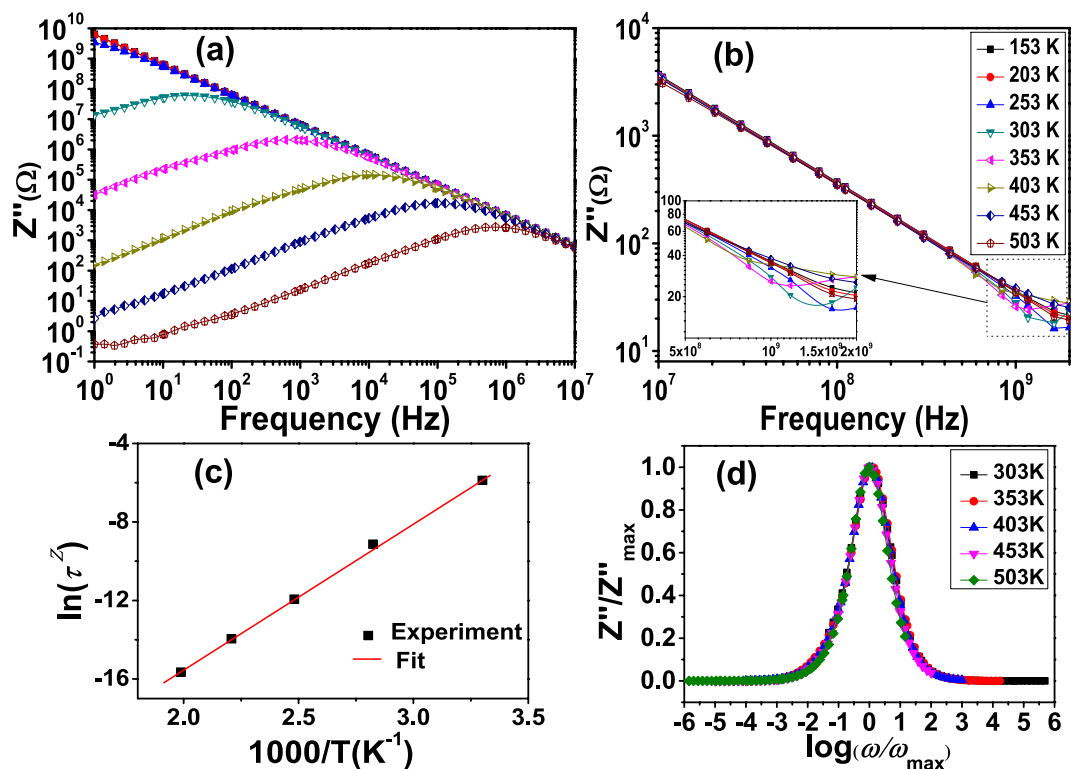 (a)
10^10
10^9
10^8
10^7
10^6
10^5
10^4
10^3
10^2
10^1
10^0
10^-1
Z''(Ω)
10^0 10^1 10^2 10^3 10^4 10^5 10^6 10^7
Frequency (Hz)
(b)
10^4
10^3
10^2
10^1
Z''(Ω)
153 K
203 K
253 K
303 K
353 K
403 K
453 K
503 K
100
80
60
40
20
5x10^8 10^9 1.5x10^9 2x10^9
10^7 10^8 10^9
Frequency (Hz)
(c)
-4
-8
-12
-16
ln(τ^Z)
Experiment
Fit
2.0 2.5 3.0 3.5
1000/T(K^-1)
(d)
1.0
0.8
0.6
0.4
0.2
0.0
Z''/Z''_max
303K
353K
403K
453K
503K
-6 -5 -4 -3 -2 -1 0 1 2 3 4 5 6
log(ω/ω_max)